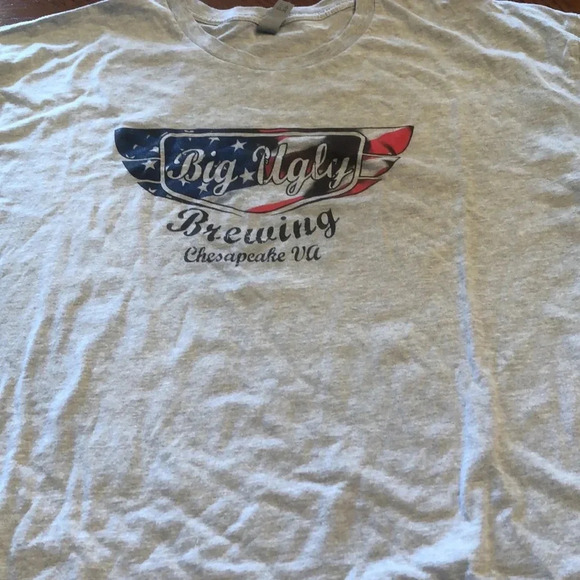 Big Ugly
Brewing
Chesapeake VA